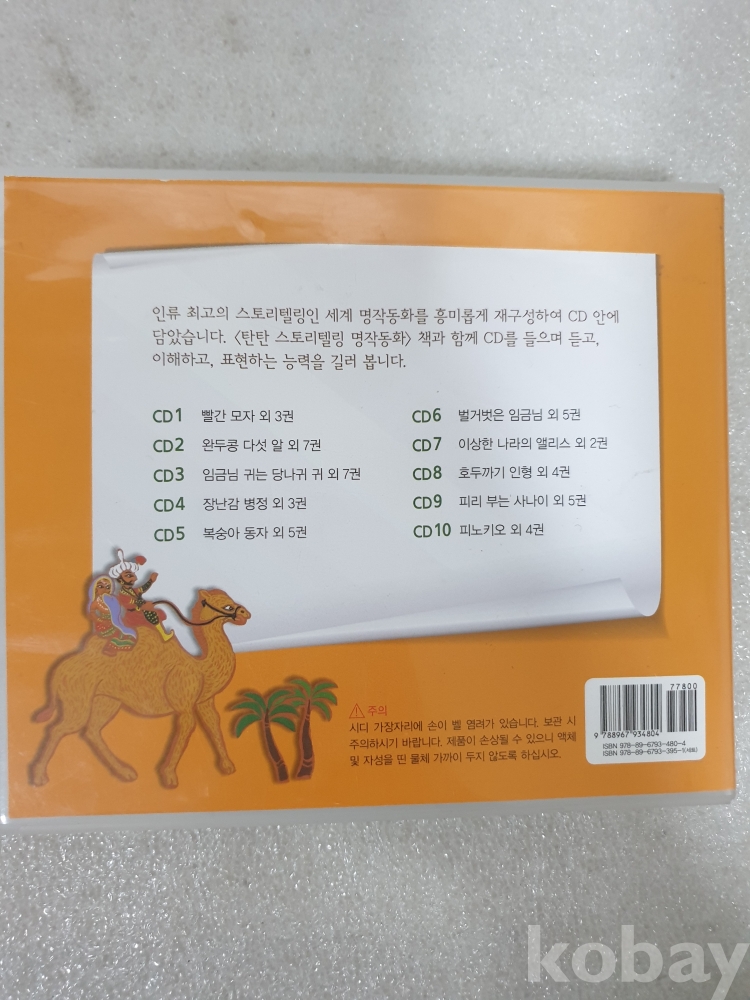 인류 최고의 스토리텔링인 세계 명작동화를 흥미롭게 재구성하여 CD 안에
담았습니다. 〈탄탄 스토리텔링 명작동화〉 책과 함께 CD를 들으며 듣고,
이해하고, 표현하는 능력을 길러 봅니다.
CD1 빨간 모자 외 3권
CD2 완두콩 다섯 알 외 7권
CD3 임금님 귀는 당나귀 귀 외 7권
CD4 장난감 병정 외 3권
CD5 복숭아 동자 외 5권
CD6 벌거벗은 임금님 외 5권
CD7 이상한 나라의 앨리스 외 2권
CD8 호두까기 인형 외 4권
CD9 피리 부는 사나이 외 5권
CD10 피노키오 외 4권
주의
시디 가장자리에 손이 벨 염려가 있습니다. 보관 시
주의하시기 바랍니다. 제품이 손상될 수 있으니 액체
및 자성을 띤 물체 가까이 두지 않도록 하십시오.
77800
9 788967 934804
ISBN 978-89-6793-480-4
ISBN 978-89-6793-395-1(세트)
kobay